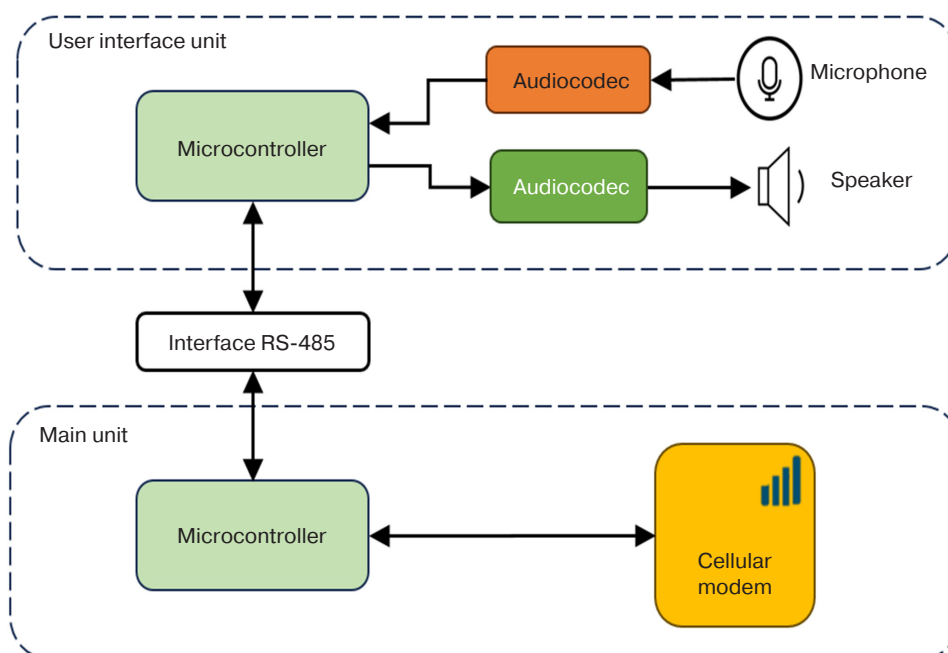 User interface unit
Audiocodec
Microphone
Microcontroller
Audiocodec
Speaker
Interface RS-485
Main unit
Microcontroller
Cellular
modem